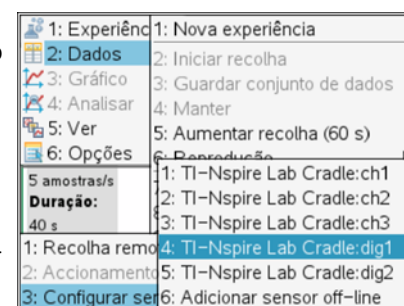 1: Experiênc
2: Dados
3: Gráfico
4: Analisar
5: Ver
6: Opções
1: Nova experiência
2: Iniciar recolha
3: Guardar conjunto de dados
4: Manter
5: Aumentar recolha (60 s)
6: Reprodução
5 amostras/s
Duração:
40 s
1: TI-Nspire Lab Cradle:ch1
2: TI-Nspire Lab Cradle:ch2
3: TI-Nspire Lab Cradle:ch3
4: TI-Nspire Lab Cradle:dig1
5: TI-Nspire Lab Cradle:dig2
6: Adicionar sensor off-line
1: Recolha remo
2: Accionamento
3: Configurar ser